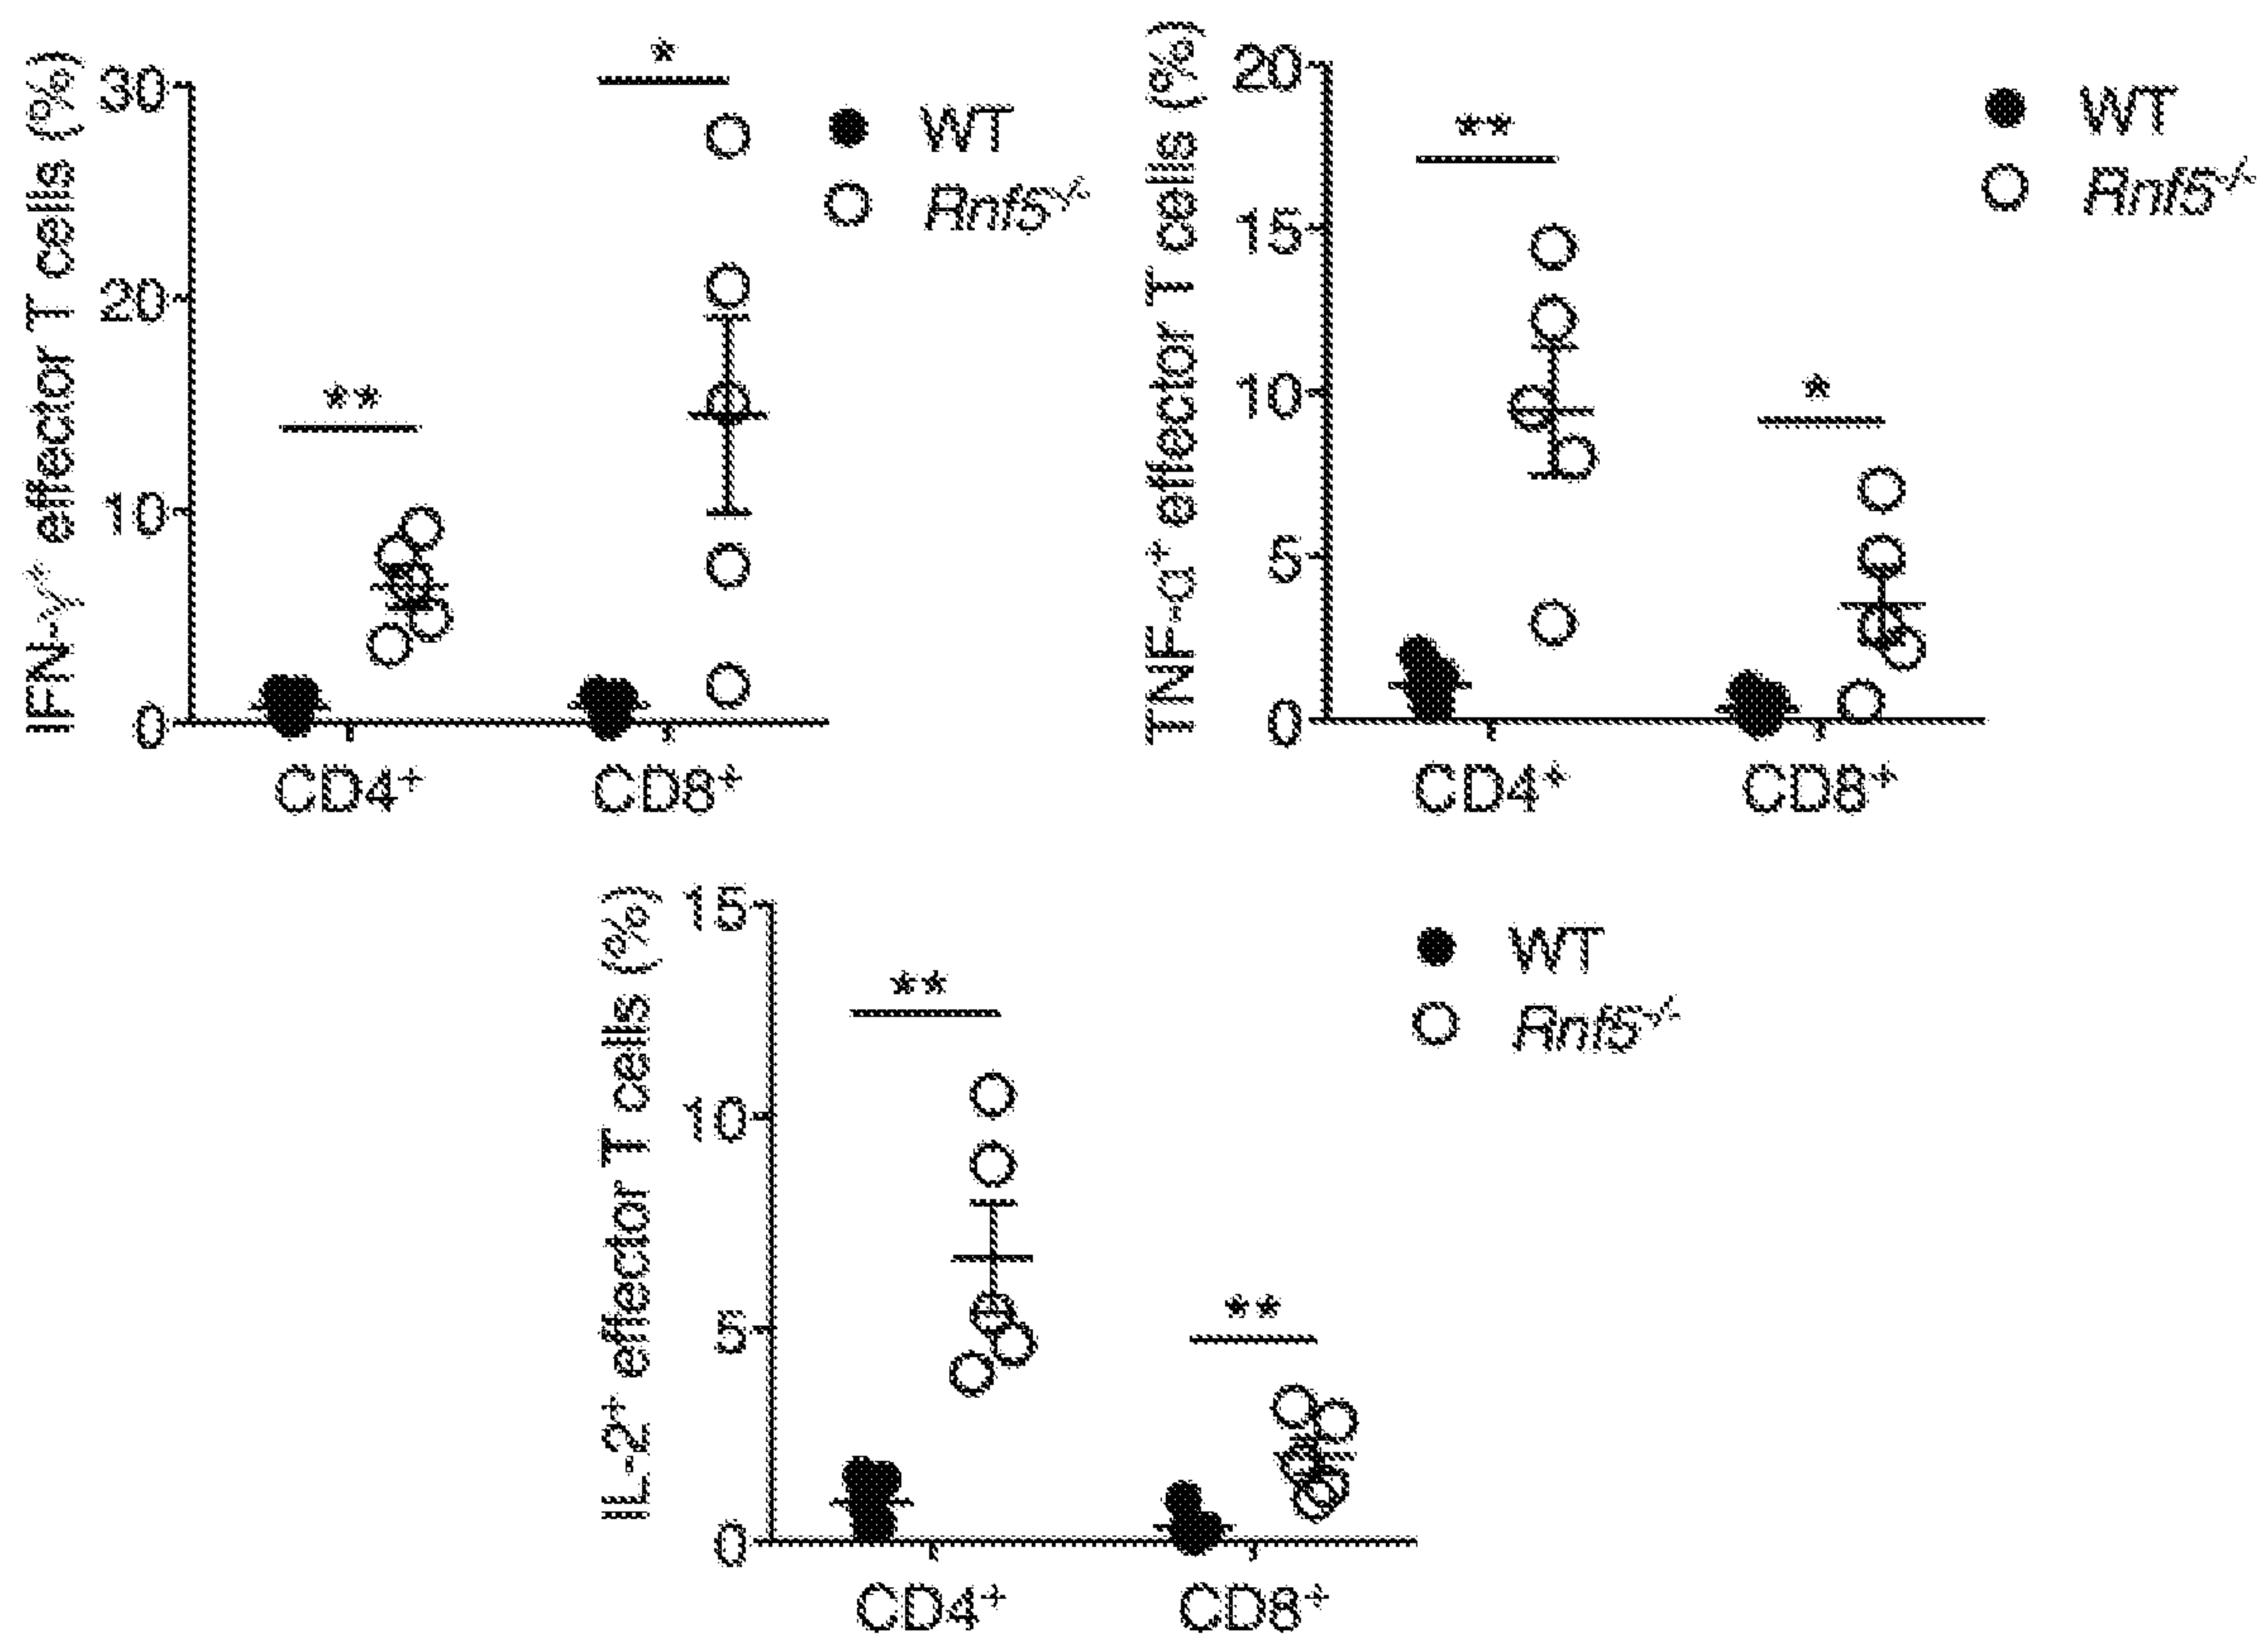 IFN-γ⁺ effector T cells (%)
30
20
10
0
**
*
CD4⁺
CD8⁺
WT
Rnf5⁻/⁻
TNF-α⁺ effector T cells (%)
20
15
10
5
0
**
*
CD4⁺
CD8⁺
WT
Rnf5⁻/⁻
IL-2⁺ effector T cells (%)
15
10
5
0
**
**
CD4⁺
CD8⁺
WT
Rnf5⁻/⁻